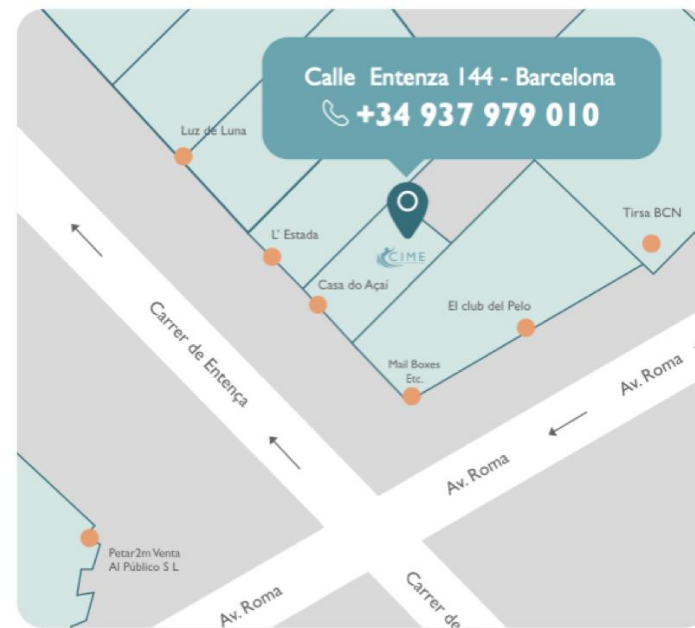 Calle Entenza 144 - Barcelona
+34 937 979 010
Luz de Luna
Tirsa BCN
L' Estada
CIME
Casa do Açaí
El club del Pelo
Carrer de Entença
Mail Boxes
Etc.
Av. Roma
Av. Roma
Petar2m Venta
Al Público S L
Av. Roma
Carrer de